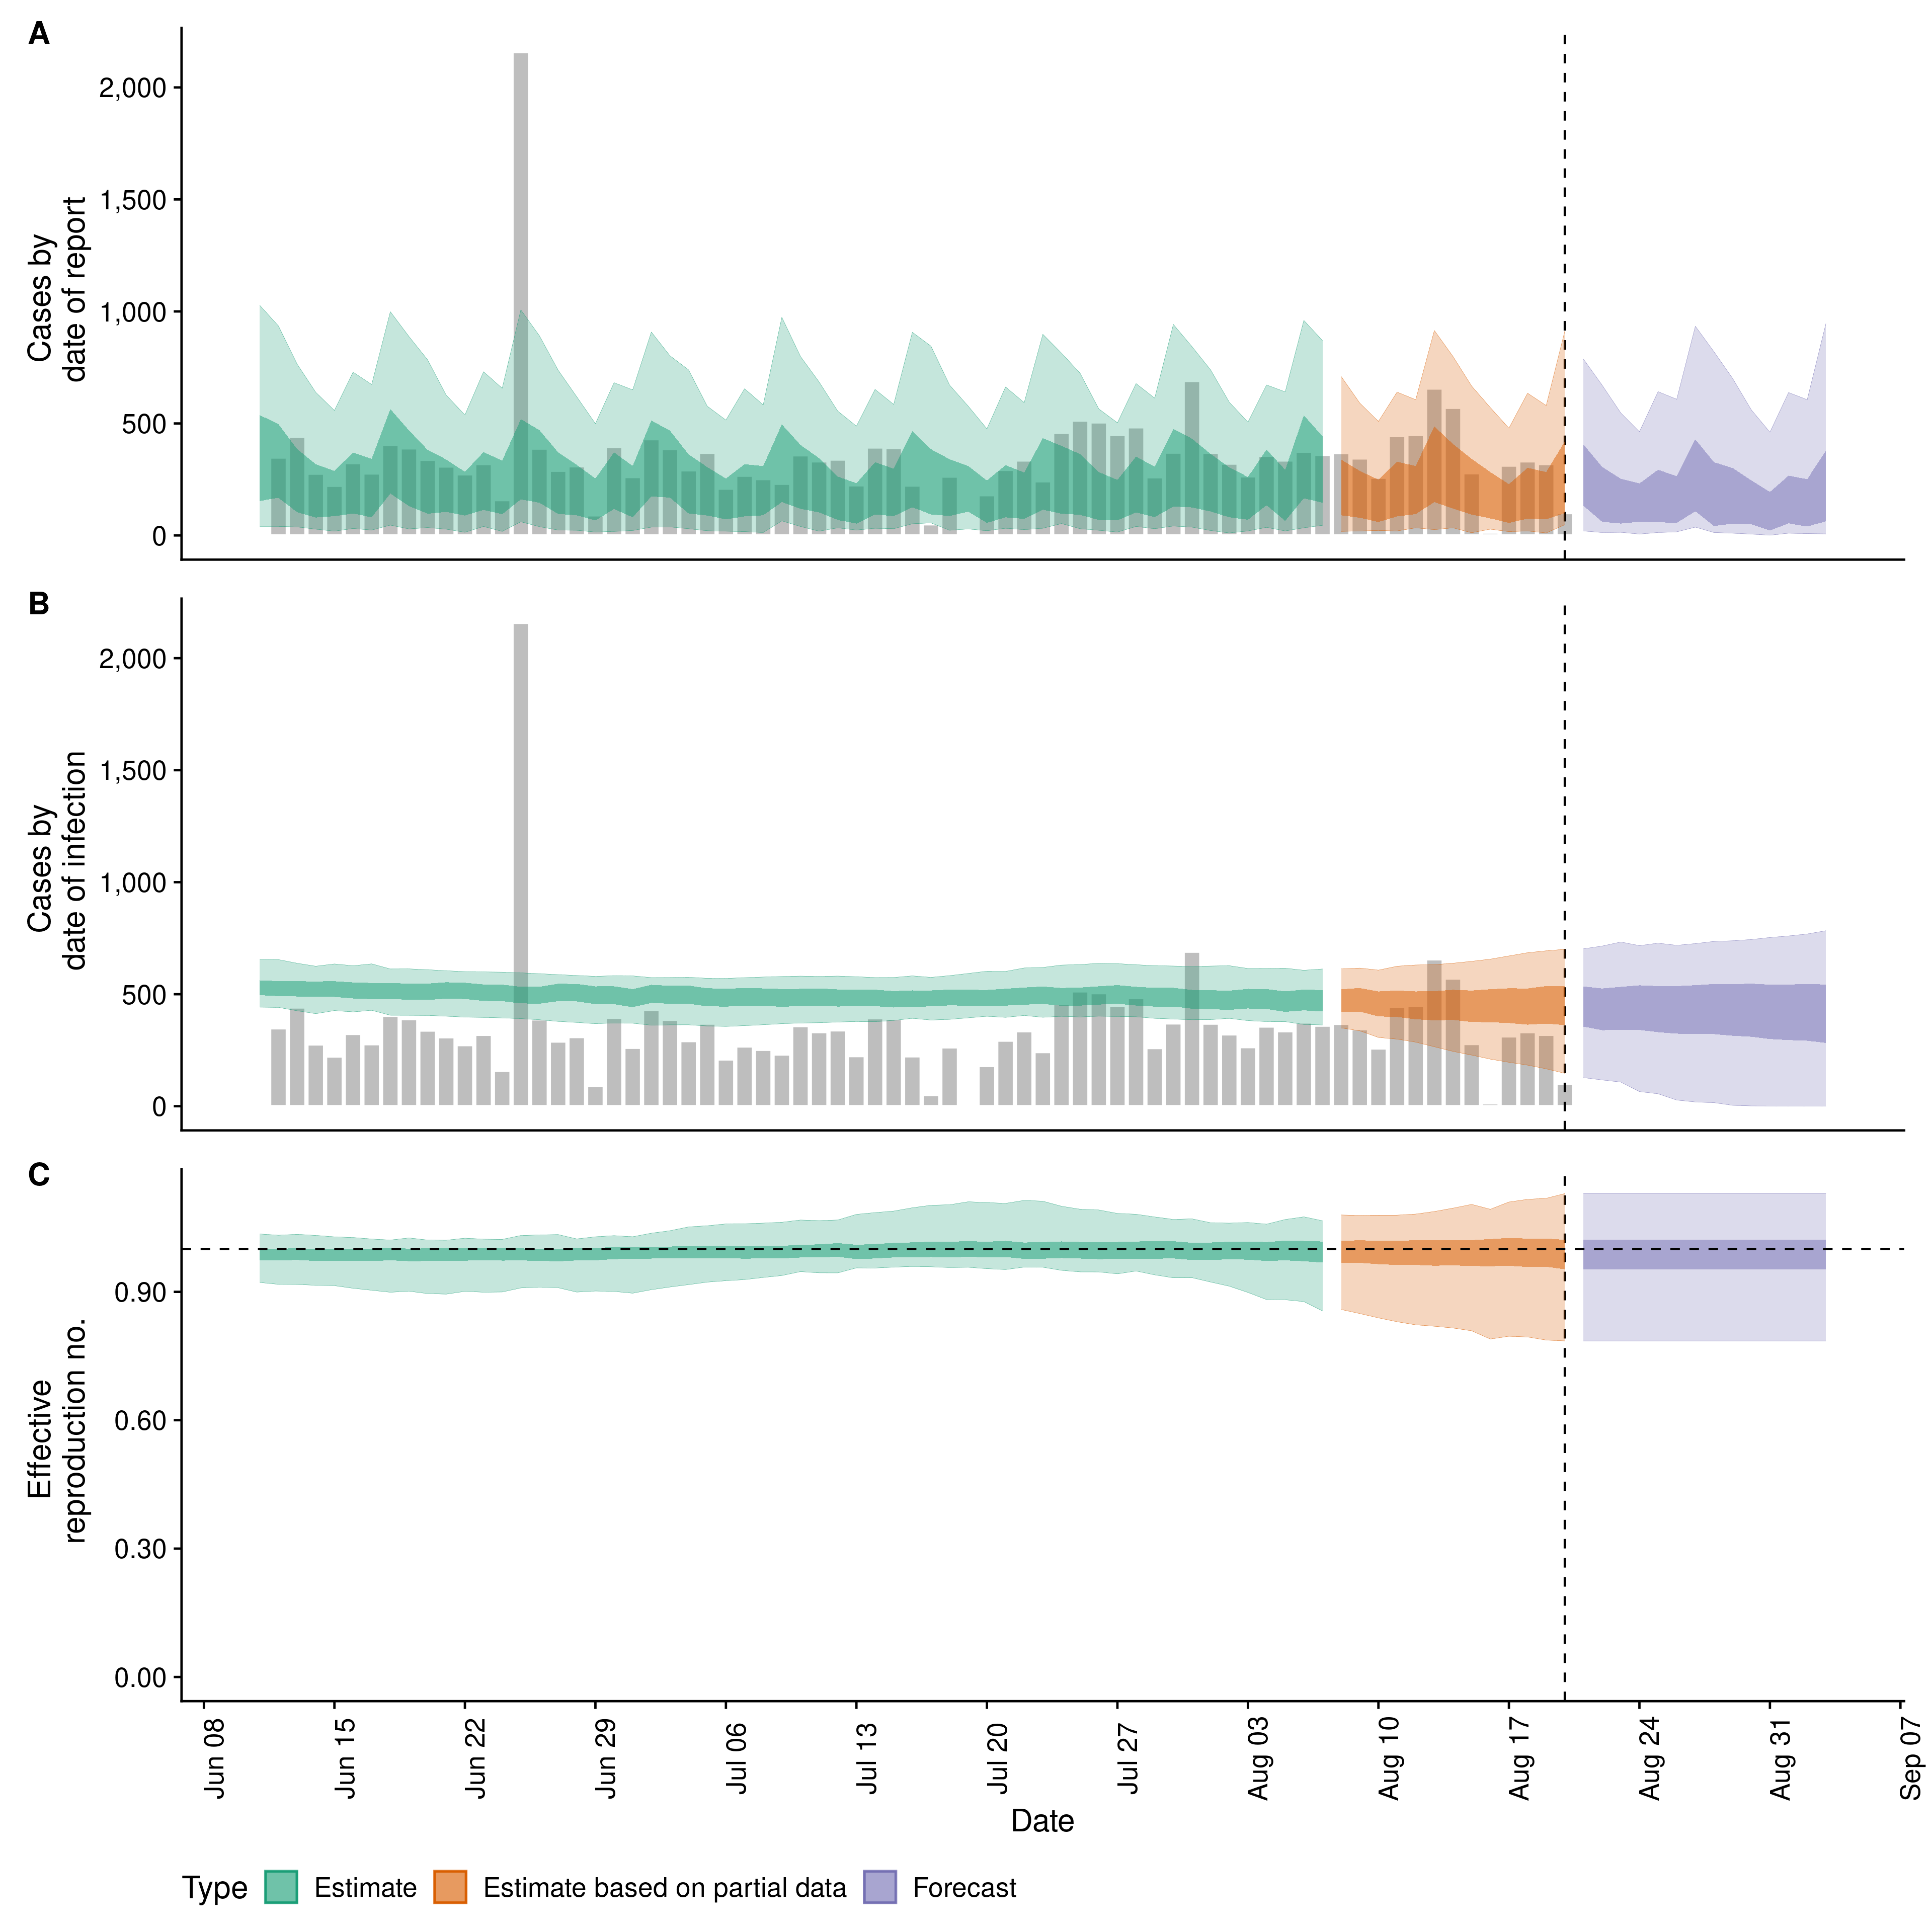 A
Cases by
date of report
2,000
1,500
1,000
500
0
B
Cases by
date of infection
2,000
1,500
1,000
500
0
C
Effective
reproduction no.
0.90
0.60
0.30
0.00
Jun 08
Jun 15
Jun 22
Jun 29
Jul 06
Jul 13
Jul 20
Jul 27
Aug 03
Aug 10
Aug 17
Aug 24
Aug 31
Sep 07
Date
Type Estimate Estimate based on partial data Forecast